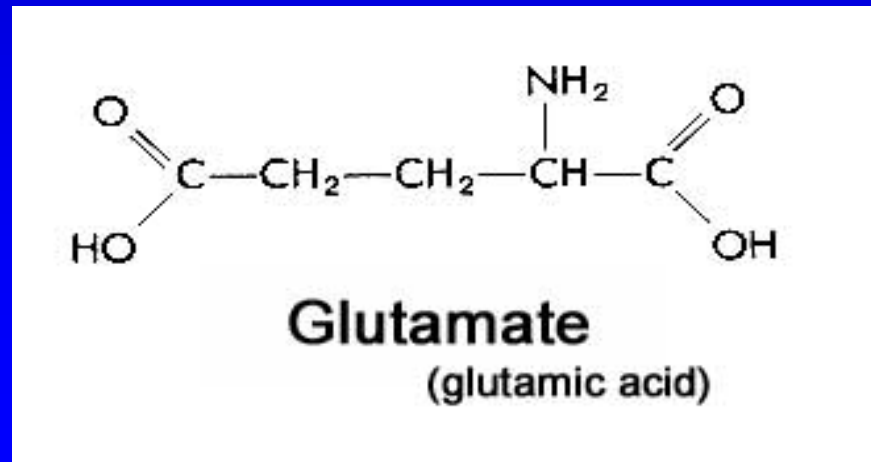 NH₂
O O
C—CH₂—CH₂—CH—C
HO OH
Glutamate
(glutamic acid)